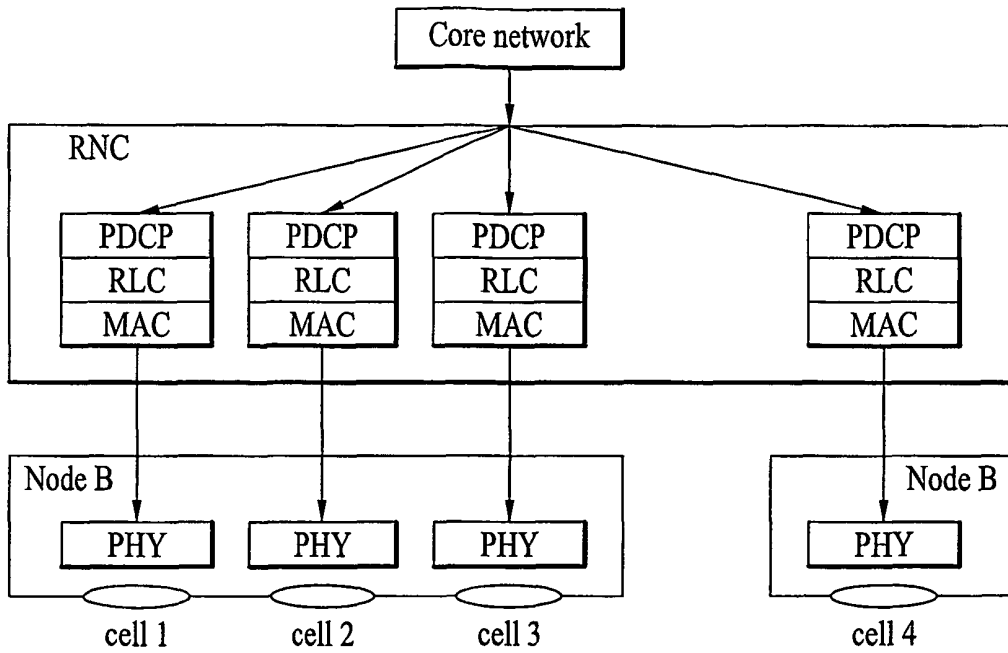 Core network
RNC
PDCP PDCP PDCP PDCP
RLC RLC RLC RLC
MAC MAC MAC MAC
Node B Node B
PHY PHY PHY PHY
cell 1 cell 2 cell 3 cell 4